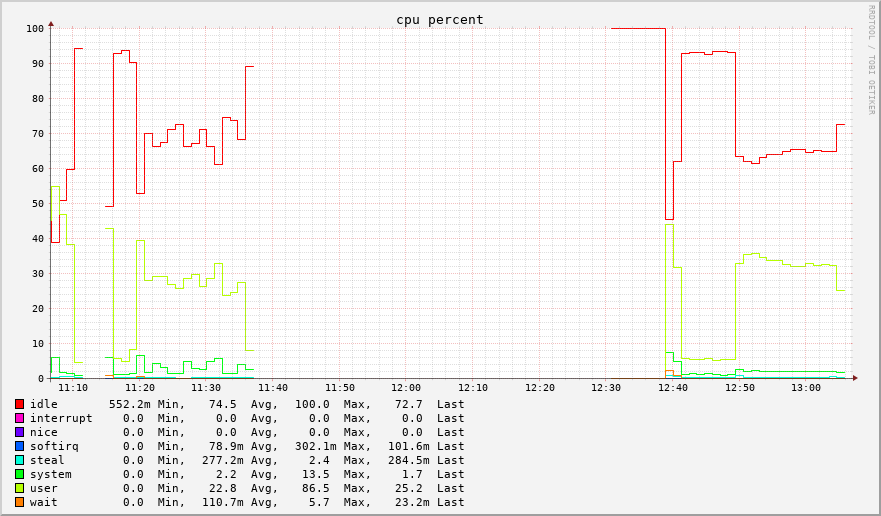 cpu percent
RRDTOOL / TOBI OETIKER
100
90
80
70
60
50
40
30
20
10
0
11:10 11:20 11:30 11:40 11:50 12:00 12:10 12:20 12:30 12:40 12:50 13:00
idle 552.2m Min, 74.5 Avg, 100.0 Max, 72.7 Last
interrupt 0.0 Min, 0.0 Avg, 0.0 Max, 0.0 Last
nice 0.0 Min, 0.0 Avg, 0.0 Max, 0.0 Last
softirq 0.0 Min, 78.9m Avg, 302.1m Max, 101.6m Last
steal 0.0 Min, 277.2m Avg, 2.4 Max, 284.5m Last
system 0.0 Min, 2.2 Avg, 13.5 Max, 1.7 Last
user 0.0 Min, 22.8 Avg, 86.5 Max, 25.2 Last
wait 0.0 Min, 110.7m Avg, 5.7 Max, 23.2m Last